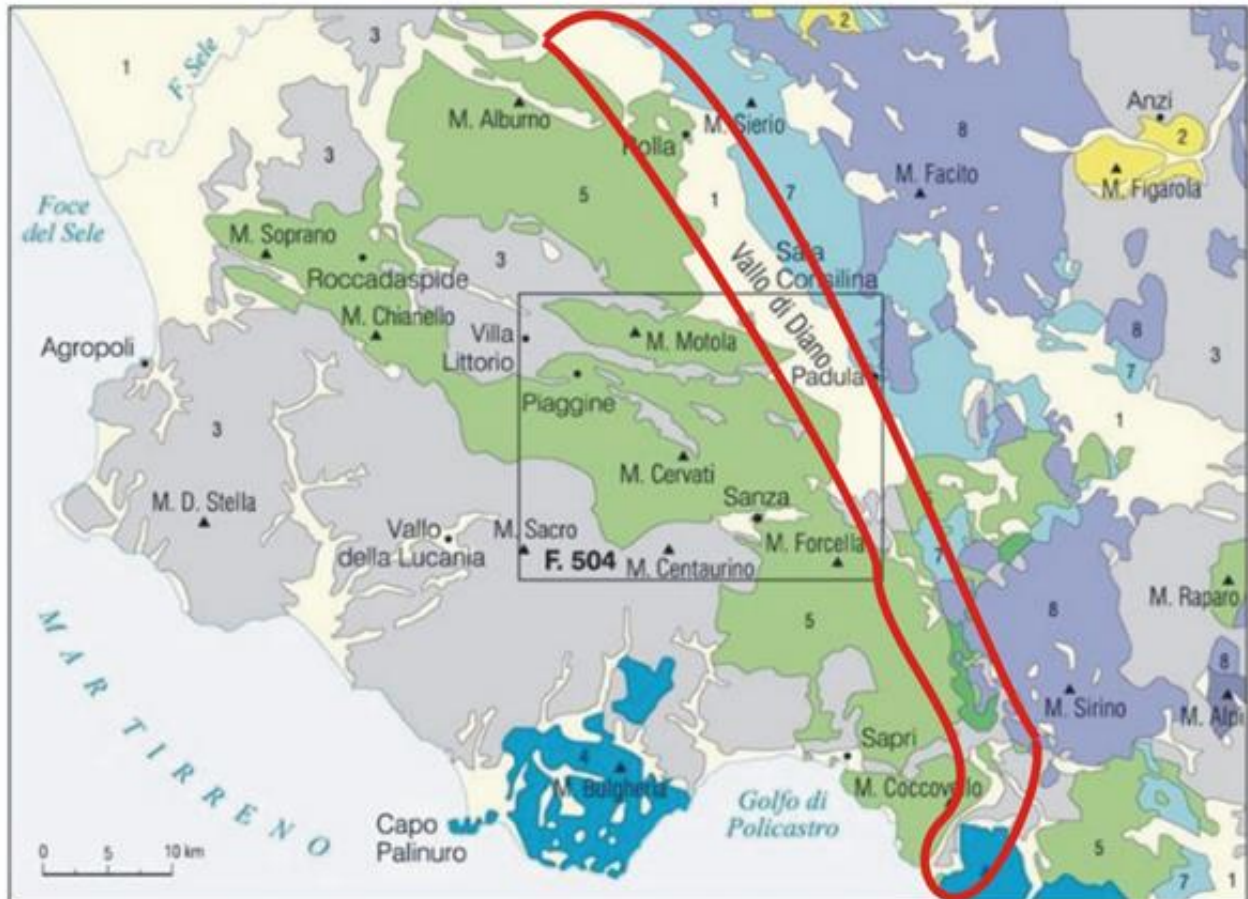 1
F. Sele
3
M. Alburno
Polla
M. Sierio
2
8
Anzi
2
M. Figarola
M. Facito
3
Foce
del Sele
M. Soprano
Roccadaspide
3
5
1
7
Sala
Consilina
Vallo di Diano
Agropoli
M. Chianello
Villa
Littorio
M. Motola
Padula
8
7
3
Piaggine
1
3
M. Cervati
M. D. Stella
Vallo
della Lucania
M. Sacro
F. 504
Sanza
M. Centaurino
M. Forcella
7
8
M. Raparo
5
8
M. Sirino
M. Alpi
MAR TIRRENO
4
M. Bulgheria
Sapri
M. Coccovello
Capo
Palinuro
Golfo di
Policastro
5
7
1
0 5 10 km